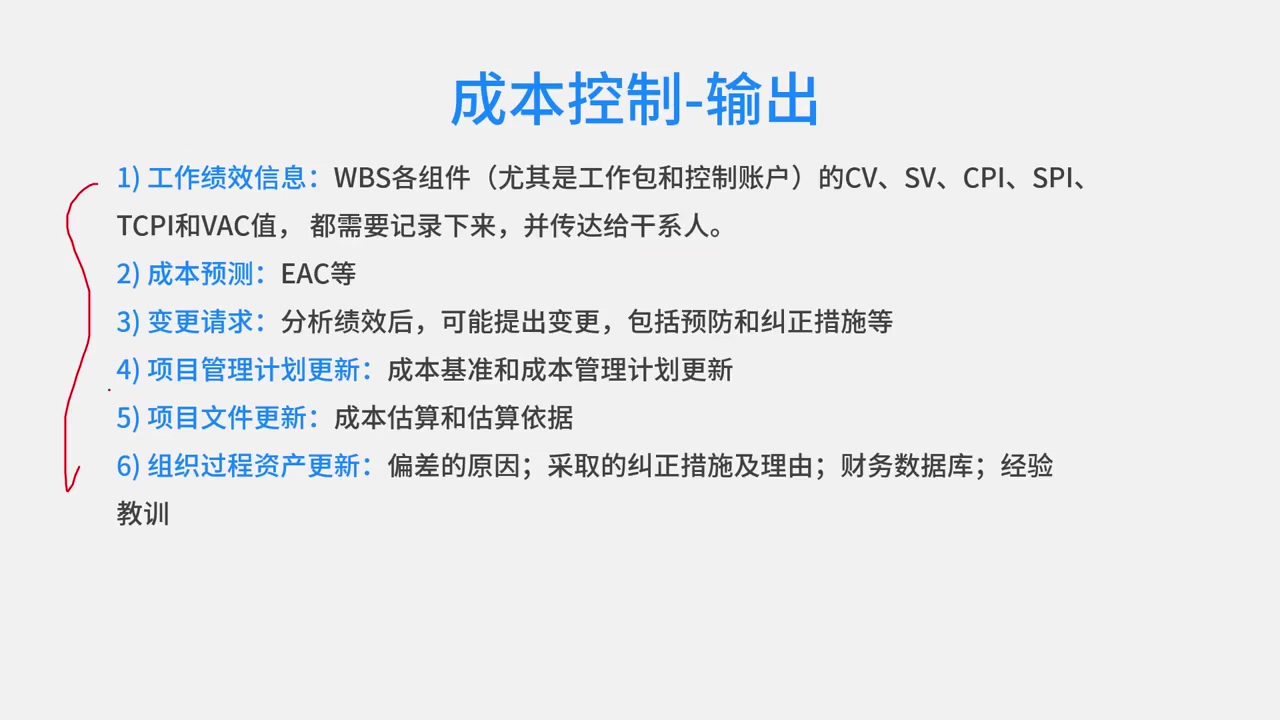 成本控制-输出
1) 工作绩效信息：WBS各组件（尤其是工作包和控制账户）的CV、SV、CPI、SPI、
TCPI和VAC值， 都需要记录下来，并传达给干系人。
2) 成本预测：EAC等
3) 变更请求：分析绩效后，可能提出变更，包括预防和纠正措施等
4) 项目管理计划更新：成本基准和成本管理计划更新
5) 项目文件更新：成本估算和估算依据
6) 组织过程资产更新：偏差的原因；采取的纠正措施及理由；财务数据库；经验
教训